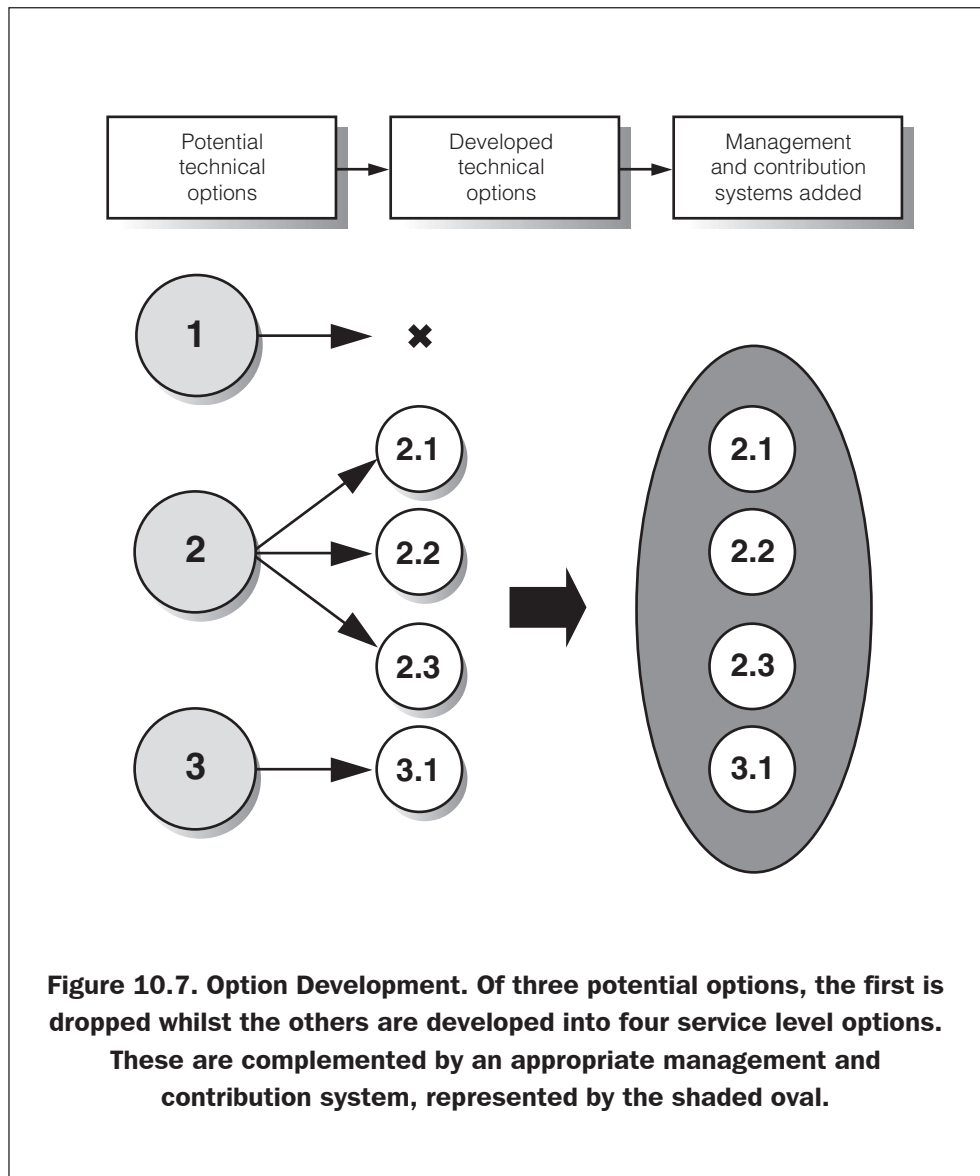 Potential
technical
options
Developed
technical
options
Management
and contribution
systems added
1
✖
2.1
2
2.2
2.3
3
3.1
2.1
2.2
2.3
3.1
Figure 10.7. Option Development. Of three potential options, the first is
dropped whilst the others are developed into four service level options.
These are complemented by an appropriate management and
contribution system, represented by the shaded oval.